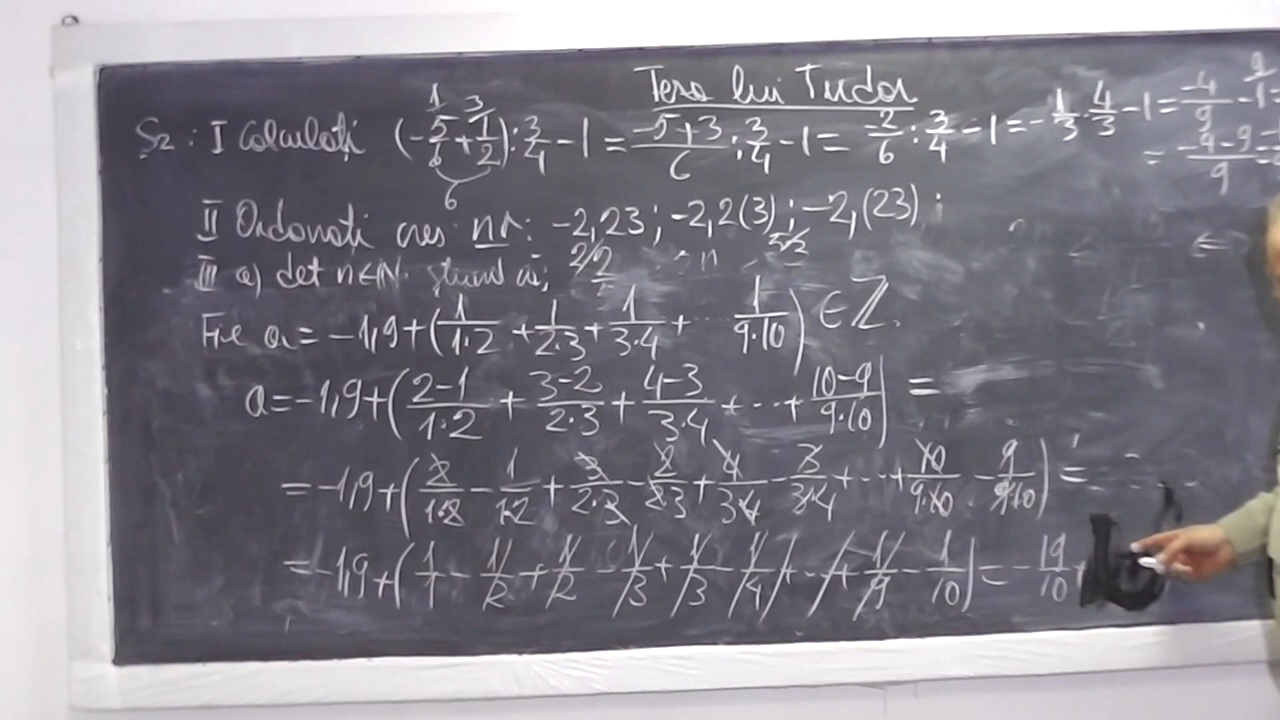 Teza lui Tudor
S2: I Calculați (-5/6 + 1/2) : 3/4 - 1 = -5+3/6 : 3/4 - 1 = -2/6 : 3/4 - 1 = -1/3 · 4/3 - 1 = -4/9 -
= -4-9/9 =
II Ordonați cres nr: -2,23 ; -2,2(3) ; -2,(23) ;
III a) det n∈ℕ știind că;
Fie a = -1,9 + (1/1·2 + 1/2·3 + 1/3·4 + ... 1/9·10) ∈ ℤ.
a = -1,9 + (2-1/1·2 + 3-2/2·3 + 4-3/3·4 + ... + 10-9/9·10) =
= -1,9 + (2/1·2 - 1/1·2 + 3/2·3 - 2/2·3 + 4/3·4 - 3/3·4 + ... + 10/9·10 - 9/9·10) =
= -1,9 + (1/1 - 1/2 + 1/2 - 1/3 + 1/3 - 1/4 + ... + 1/9 - 1/10) = - 19/10 +